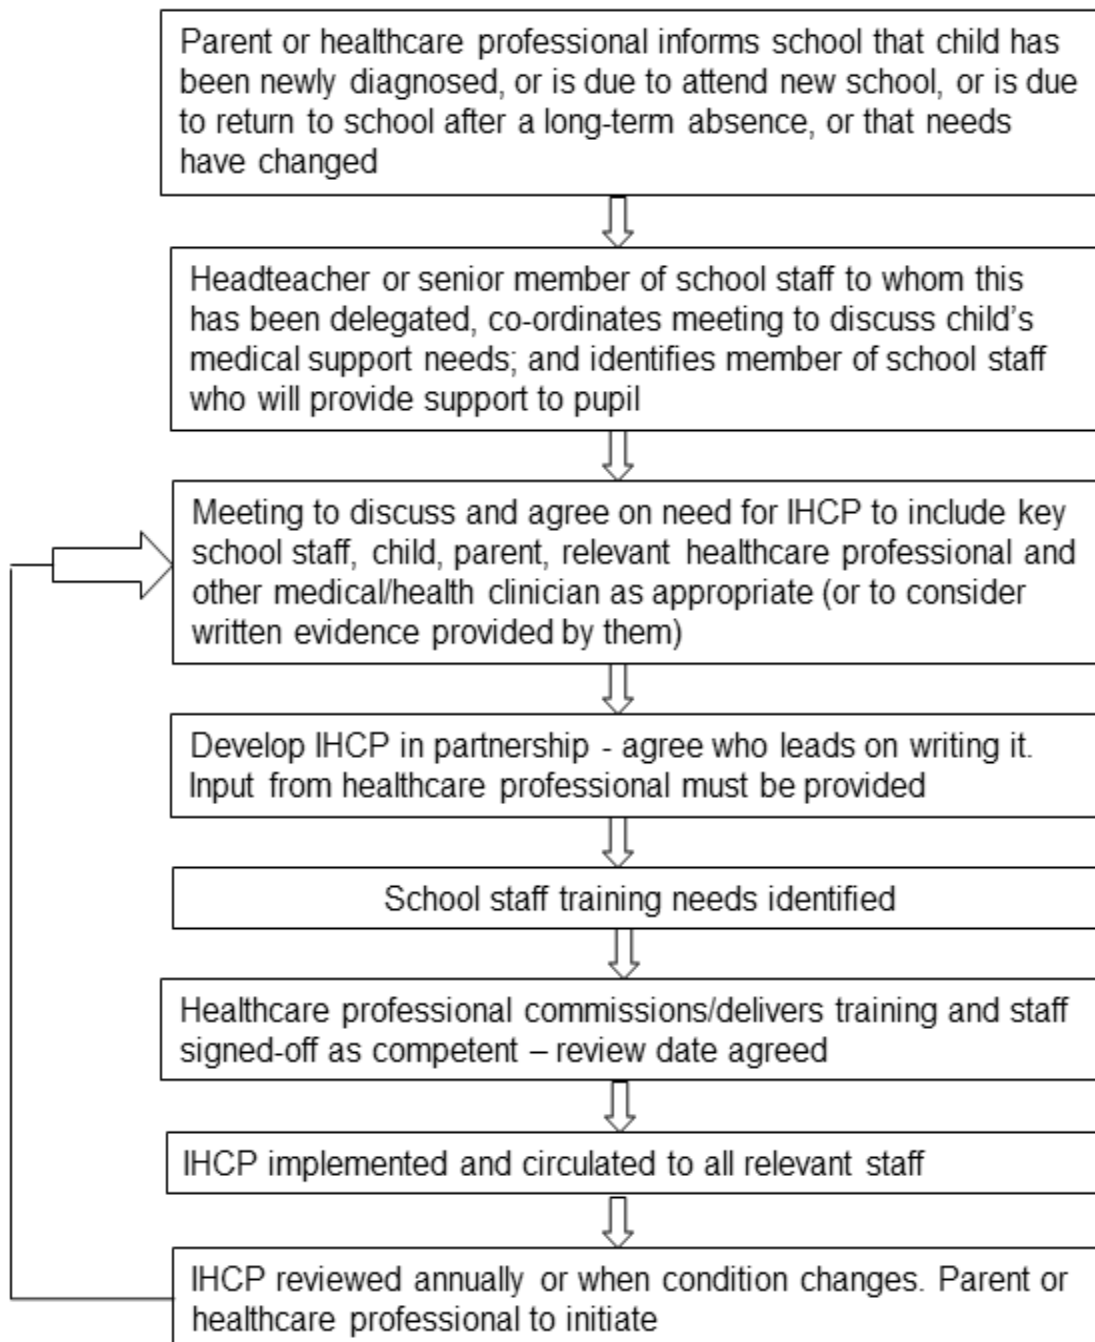 Parent or healthcare professional informs school that child has
been newly diagnosed, or is due to attend new school, or is due
to return to school after a long-term absence, or that needs
have changed
Headteacher or senior member of school staff to whom this
has been delegated, co-ordinates meeting to discuss child’s
medical support needs; and identifies member of school staff
who will provide support to pupil
Meeting to discuss and agree on need for IHCP to include key
school staff, child, parent, relevant healthcare professional and
other medical/health clinician as appropriate (or to consider
written evidence provided by them)
Develop IHCP in partnership - agree who leads on writing it.
Input from healthcare professional must be provided
School staff training needs identified
Healthcare professional commissions/delivers training and staff
signed-off as competent – review date agreed
IHCP implemented and circulated to all relevant staff
IHCP reviewed annually or when condition changes. Parent or
healthcare professional to initiate